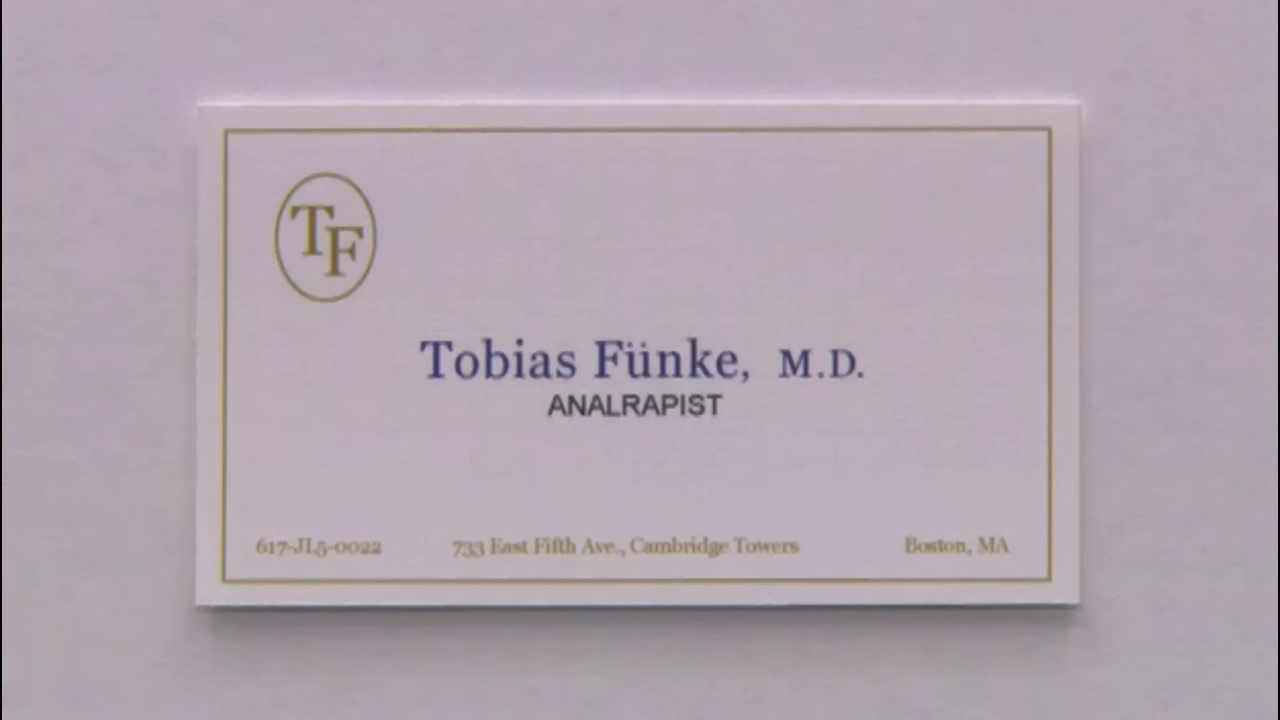 TF
Tobias Fünke, M.D.
ANALRAPIST
617-JL5-0022 733 East Fifth Ave., Cambridge Towers Boston, MA